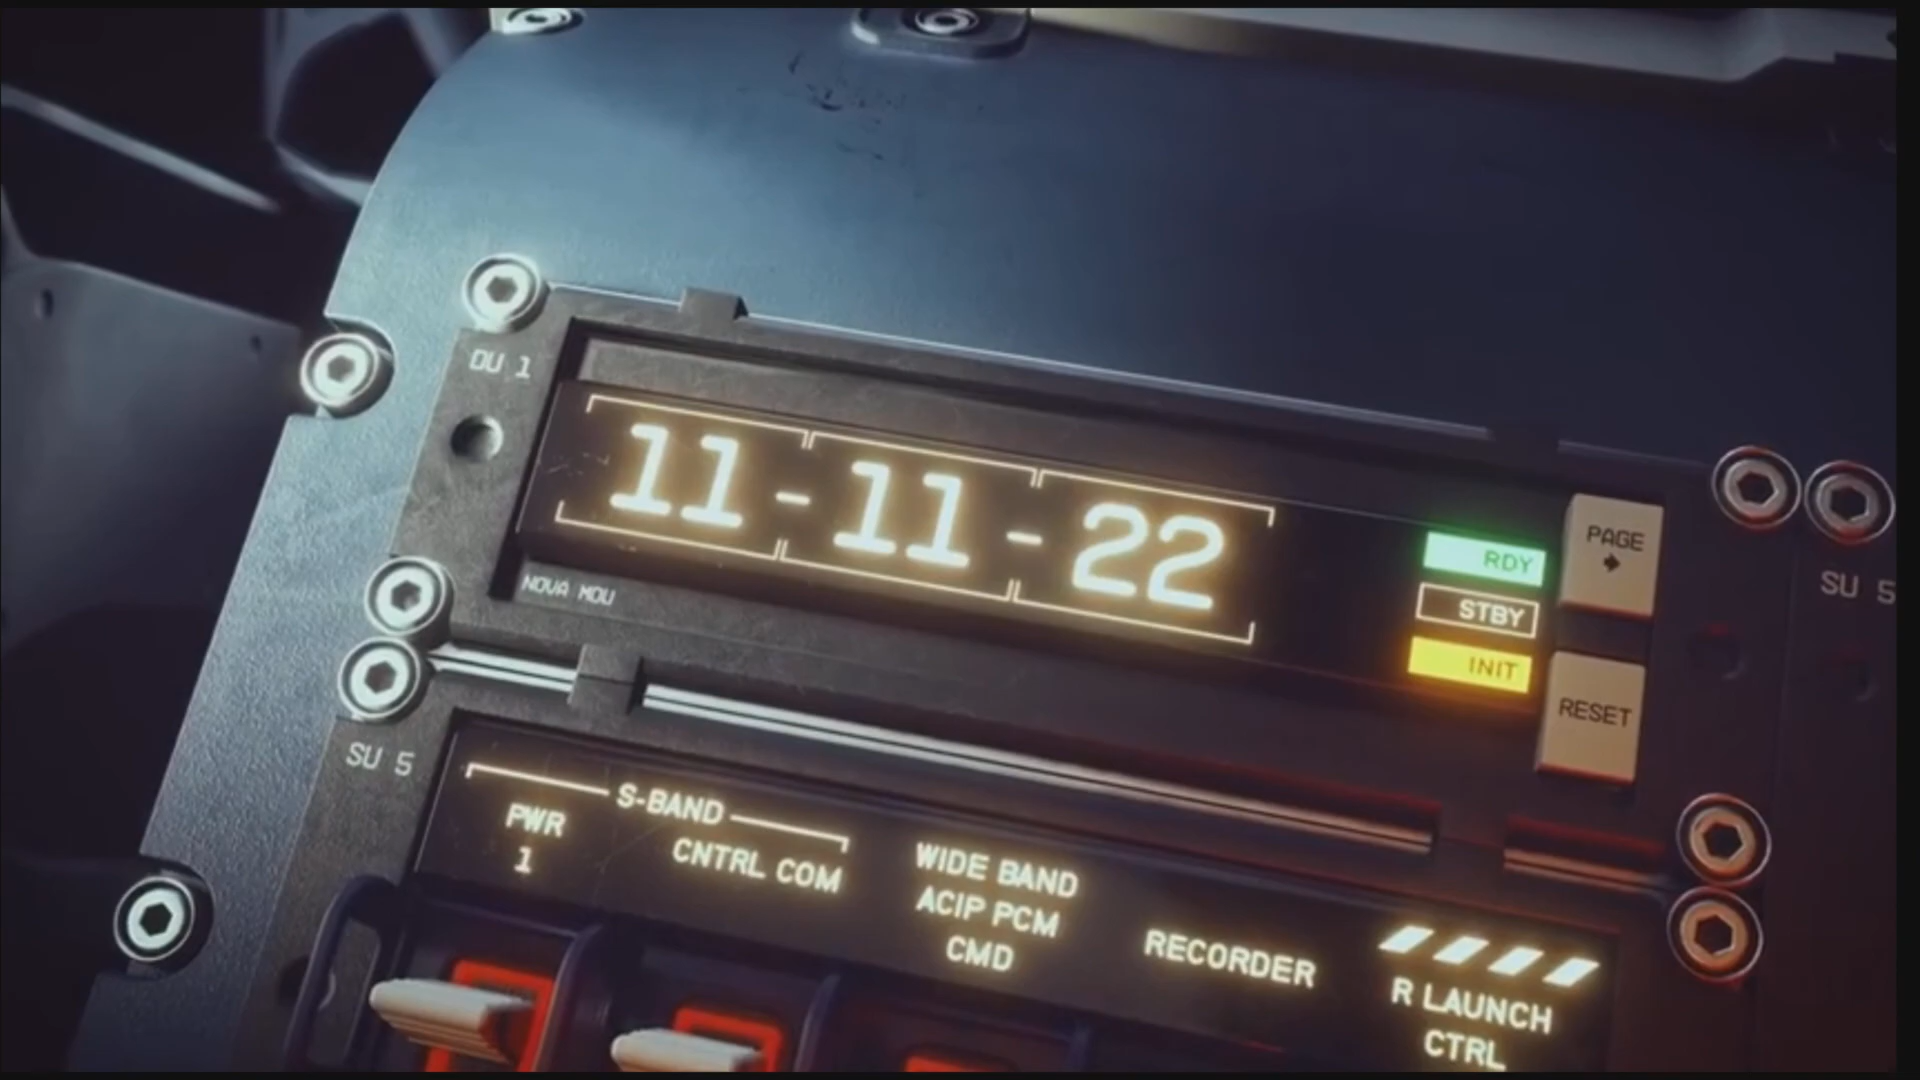 DU 1
11-11-22
RDY
STBY
INIT
PAGE
RESET
NOVA MDU
SU 5
SU 5
S-BAND
PWR
1
CNTRL COM
WIDE BAND
ACIP PCM
CMD
RECORDER
R LAUNCH
CTRL